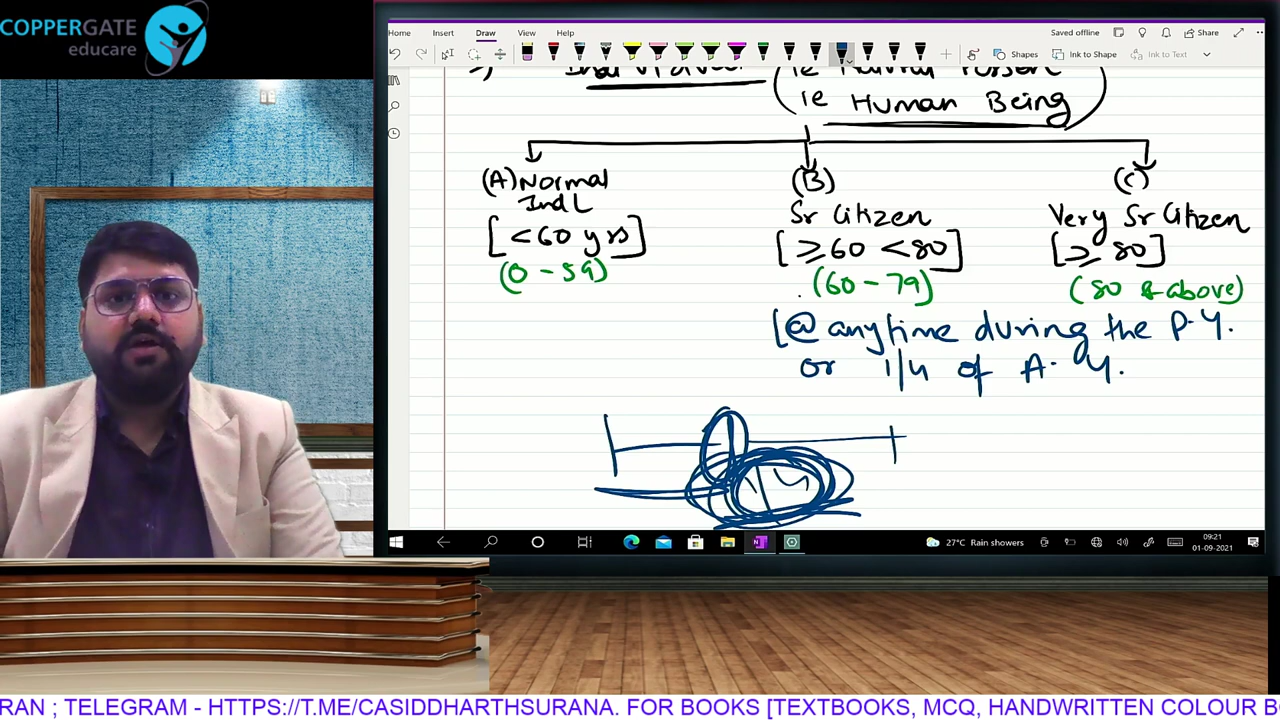 COPPERGATE
educare
Home Insert Draw View Help
Saved offline
Share
Shapes
Ink to Shape
Ink to Text
(ie Natural Person
(ie Human Being)
(A) Normal
Indl
[<60 yrs]
(0-59)
(B)
Sr Citizen
[≥60 <80]
(60-79)
(C)
Very Sr Citizen
[≥ 80]
(80 & above)
[@ anytime during the P.Y.
or 1/4 of A.Y.
1/4
27°C Rain showers
09:21
01-09-2021
RAN ; TELEGRAM - HTTPS://T.ME/CASIDDHARTHSURANA. FOR BOOKS [TEXTBOOKS, MCQ, HANDWRITTEN COLOUR B